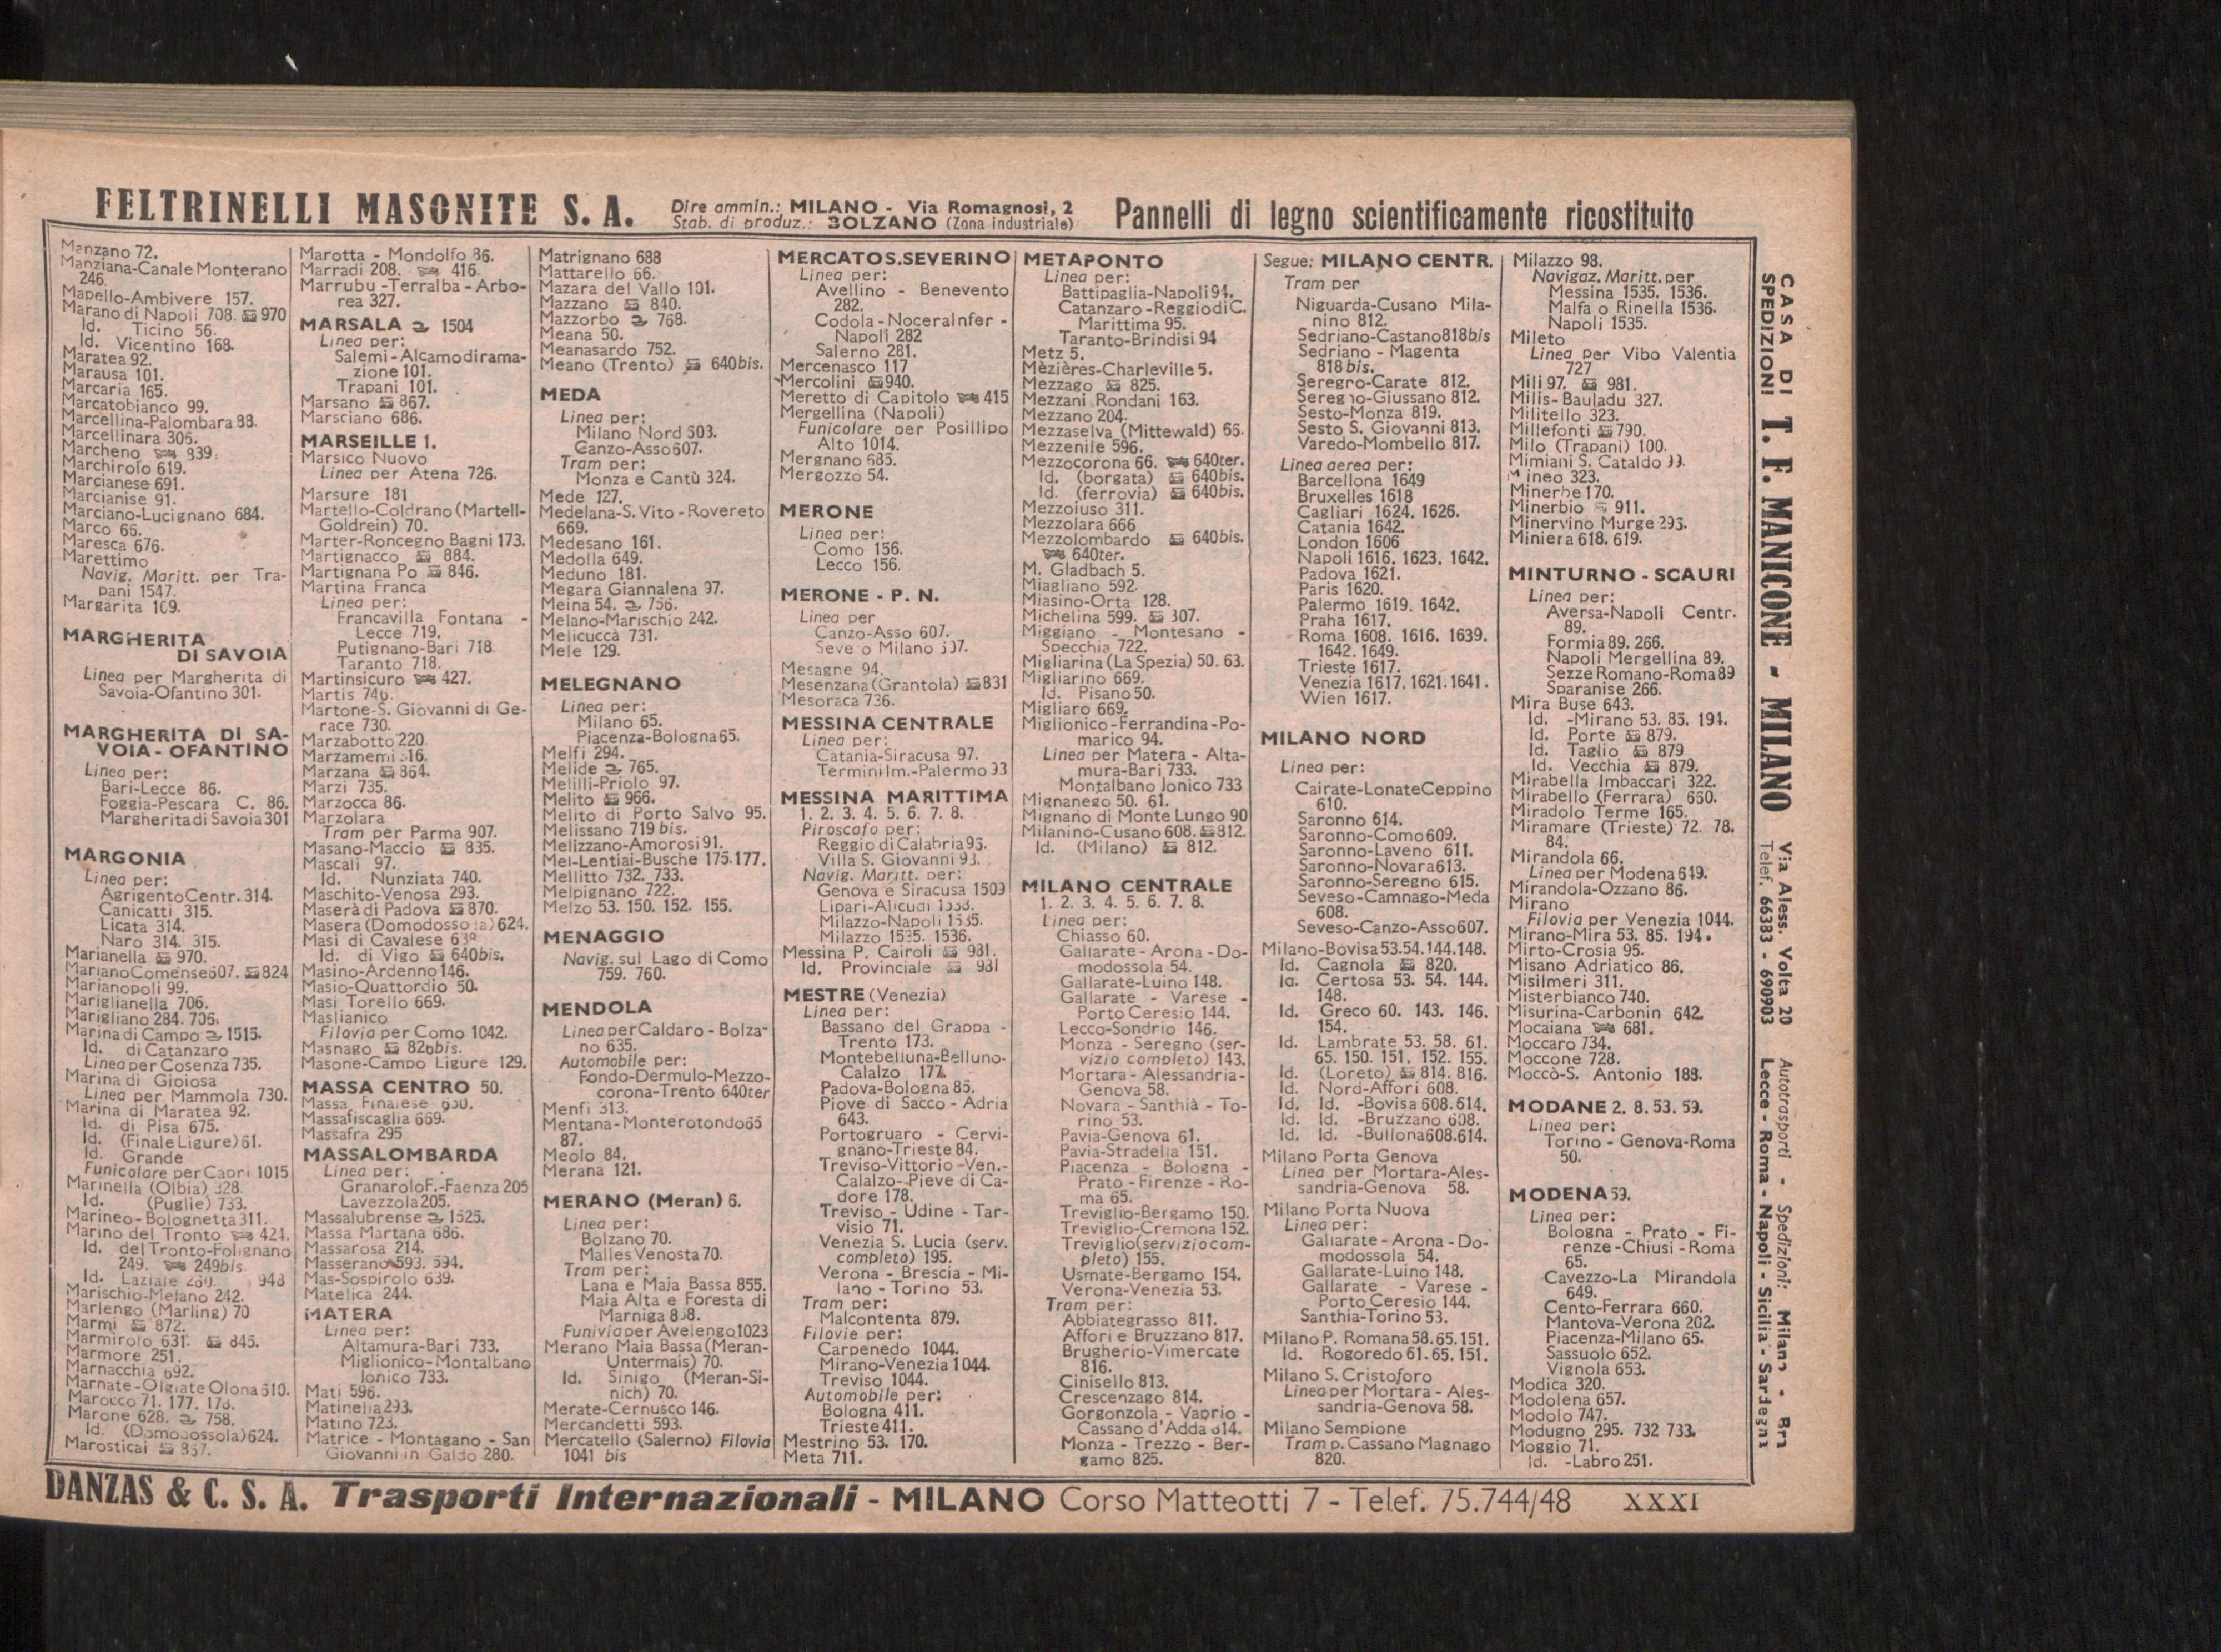 FELTRINELLI MASONITE S. A.
Dire ammin.: MILANO - Via Romagnosi, 2
Stab. di produz.: BOLZANO (Zona industriale)
Pannelli di legno scientificamente ricostituito
Manzano 72.
Manziana-Canale Monterano
246.
Mapello-Ambivere 157.
Marano di Napoli 708. 970
Id. Ticino 56.
Id. Vicentino 168.
Maratea 92.
Marausa 101.
Marcaria 165.
Marcatobianco 99.
Marcellina-Palombara 88.
Marcellinara 305.
Marcheno 839.
Marchirolo 619.
Marcianese 691.
Marcianise 91.
Marciano-Lucignano 684.
Marco 66.
Maresca 676.
Marettimo
Navig. Maritt. per Tra-
pani 1547.
Margarita 109.
MARGHERITA
DI SAVOIA
Linea per Margherita di
Savoia-Ofantino 301.
MARGHERITA DI SA-
VOIA - OFANTINO
Linea per:
Bari-Lecce 86.
Foggia-Pescara C. 86.
Margherita di Savoia 301
MARGONIA
Linea per:
Agrigento Centr. 314.
Canicatti 315.
Licata 314.
Naro 314. 315.
Marianella 970.
Mariano Comense 607. 824
Marianopoli 99.
Mariglianella 706.
Marigliano 284. 706.
Marina di Campo 1515.
Id. di Catanzaro
Linea per Cosenza 735.
Marina di Gioiosa
Linea per Mammola 730.
Marina di Maratea 92.
Id. di Pisa 675.
Id. (Finale Ligure) 61.
Id. Grande
Funicolare per Capri 1015
Marinella (Olbia) 328.
Id. (Puglie) 733.
Marineo-Bolognetta 311.
Marino del Tronto 424.
Id. del Tronto-Folignano
249. 249bis
Id. Laziale 948
Marischio-Melano 242.
Marlengo (Marling) 70
Marmi 872.
Marmirolo 631. 845.
Marmore 251.
Marnacchia 692.
Marnate-Olgiate Olona 610.
Marocco 71. 177. 178.
Marone 628. 758.
Id. (Domodossola) 624.
Marosticai 857.
Marotta - Mondolfo 86.
Marradi 208. 416.
Marrubu-Terralba-Arbo-
rea 327.
MARSALA 1504
Linea per:
Salemi-Alcamo dirama-
zione 101.
Trapani 101.
Marsano 867.
Marsciano 686.
MARSEILLE 1.
Marsico Nuovo
Linea per Atena 726.
Marsure 181
Martello-Coldrano (Martell-
Goldrein) 70.
Marter-Roncegno Bagni 173.
Martignacco 884.
Martignana Po 846.
Martina Franca
Linea per:
Francavilla Fontana -
Lecce 719.
Putignano-Bari 718
Taranto 718.
Martinsicuro 427.
Martis 746.
Martone-S. Giovanni di Ge-
race 730.
Marzabotto 220.
Marzamemi 316.
Marzana 864.
Marzi 735.
Marzocca 86.
Marzolara
Tram per Parma 907.
Masano-Maccio 835.
Mascali 97.
Id. Nunziata 740.
Maschito-Venosa 293.
Maserà di Padova 870.
Masera (Domodossola) 624.
Masi di Cavalese 639
Id. di Vigo 640bis.
Masino-Ardenno 146.
Masio-Quattordio 50.
Masi Torello 669.
Maslianico
Filovia per Como 1042.
Masnago 826bis.
Masone-Campo Ligure 129.
MASSA CENTRO 50.
Massa Finalese 650.
Massafiscaglia 669.
Massafra 295
MASSALOMBARDA
Linea per:
Granarolo F.-Faenza 205
Lavezzola 205.
Massalubrense 1525.
Massa Martana 686.
Massarosa 214.
Masserano 593. 594.
Mas-Sospirolo 639.
Matelica 244.
MATERA
Linea per:
Altamura-Bari 733.
Miglionico-Montalbano
Jonico 733.
Mati 596.
Matinella 293.
Matino 723.
Matrice - Montagano - San
Giovanni in Galdo 280.
Matrignano 688
Mattarello 66.
Mazara del Vallo 101.
Mazzano 840.
Mazzorbo 768.
Meana 50.
Meanasardo 752.
Meano (Trento) 640bis.
MEDA
Linea per:
Milano Nord 603.
Canzo-Asso 607.
Tram per:
Monza e Cantù 324.
Mede 127.
Medelana-S. Vito-Rovereto
669.
Medesano 161.
Medolla 649.
Meduno 181.
Megara Giannalena 97.
Meina 54. 756.
Melano-Marischio 242.
Melicuccà 731.
Mele 129.
MELEGNANO
Linea per:
Milano 65.
Piacenza-Bologna 65.
Melfi 294.
Melide 765.
Melilli-Priolo 97.
Melito 966.
Melito di Porto Salvo 95.
Melissano 719 bis.
Melizzano-Amorosi 91.
Mel-Lentiai-Busche 175.177.
Mellitto 732. 733.
Melpignano 722.
Melzo 53. 150. 152. 155.
MENAGGIO
Navig. sul Lago di Como
759. 760.
MENDOLA
Linea per Caldaro - Bolza-
no 635.
Automobile per:
Fondo-Dermulo-Mezzo-
corona-Trento 640ter
Menfi 313.
Mentana-Monterotondo 65
87.
Meolo 84.
Merana 121.
MERANO (Meran) 6.
Linea per:
Bolzano 70.
Malles Venosta 70.
Tram per:
Lana e Maia Bassa 855.
Maia Alta e Foresta di
Marniga 858.
Funivia per Avelengo 1023
Merano Maia Bassa (Meran-
Untermais) 70.
Id. Sinigo (Meran-Si-
nich) 70.
Merate-Cernusco 146.
Mercandetti 593.
Mercatello (Salerno) Filovia
1041 bis
MERCATO S. SEVERINO
Linea per:
Avellino - Benevento
282.
Codola-Nocera Infer -
Napoli 282
Salerno 281.
Mercenasco 117
Mercolini 940.
Meretto di Capitolo 415
Mergellina (Napoli)
Funicolare per Posillipo
Alto 1014.
Mergnano 685.
Mergozzo 54.
MERONE
Linea per:
Como 156.
Lecco 156.
MERONE - P. N.
Linea per
Canzo-Asso 607.
Seveso Milano 607.
Mesagne 94.
Mesenzana (Grantola) 831
Mesoraca 736.
MESSINA CENTRALE
Linea per:
Catania-Siracusa 97.
Termini Im.-Palermo 93
MESSINA MARITTIMA
1. 2. 3. 4. 5. 6. 7. 8.
Piroscafo per:
Reggio di Calabria 95.
Villa S. Giovanni 93.
Navig. Maritt. per:
Genova e Siracusa 1509
Lipari-Alicudi 1538.
Milazzo-Napoli 1535.
Milazzo 1535. 1536.
Messina P. Cairoli 981.
Id. Provinciale 981
MESTRE (Venezia)
Linea per:
Bassano del Grappa -
Trento 173.
Montebelluna-Belluno-
Calalzo 177.
Padova-Bologna 85.
Piove di Sacco - Adria
643.
Portogruaro - Cervi-
gnano-Trieste 84.
Treviso-Vittorio-Ven.-
Calalzo-Pieve di Ca-
dore 178.
Treviso - Udine - Tar-
visio 71.
Venezia S. Lucia (serv.
completo) 195.
Verona - Brescia - Mi-
lano - Torino 53.
Tram per:
Malcontenta 879.
Filovie per:
Carpenedo 1044.
Mirano-Venezia 1044.
Treviso 1044.
Automobile per:
Bologna 411.
Trieste 411.
Mestrino 53. 170.
Meta 711.
METAPONTO
Linea per:
Battipaglia-Napoli 94.
Catanzaro-Reggio di C.
Marittima 95.
Taranto-Brindisi 94
Metz 5.
Mèzières-Charleville 5.
Mezzago 825.
Mezzani Rondani 163.
Mezzano 204.
Mezzaselva (Mittewald) 66.
Mezzenile 596.
Mezzocorona 66. 640ter.
Id. (borgata) 640bis.
Id. (ferrovia) 640bis.
Mezzoiuso 311.
Mezzolara 666
Mezzolombardo 640bis.
640ter.
M. Gladbach 5.
Miagliano 592.
Miasino-Orta 128.
Michelina 599. 807.
Miggiano - Montesano -
Specchia 722.
Migliarina (La Spezia) 50. 63.
Migliarino 669.
Id. Pisano 50.
Migliaro 669.
Miglionico-Ferrandina-Po-
marico 94.
Linea per Matera - Alta-
mura-Bari 733.
Montalbano Jonico 733
Mignanego 50. 61.
Mignano di Monte Lungo 90
Milanino-Cusano 608. 812.
Id. (Milano) 812.
MILANO CENTRALE
1. 2. 3. 4. 5. 6. 7. 8.
Linea per:
Chiasso 60.
Gallarate - Arona - Do-
modossola 54.
Gallarate-Luino 148.
Gallarate - Varese -
Porto Ceresio 144.
Lecco-Sondrio 146.
Monza - Seregno (ser-
vizio completo) 143.
Mortara - Alessandria-
Genova 58.
Novara - Santhià - To-
rino 53.
Pavia-Genova 61.
Pavia-Stradella 151.
Piacenza - Bologna -
Prato - Firenze - Ro-
ma 65.
Treviglio-Bergamo 150.
Treviglio-Cremona 152.
Treviglio (servizio com-
pleto) 155.
Usmate-Bergamo 154.
Verona-Venezia 53.
Tram per:
Abbiategrasso 811.
Affori e Bruzzano 817.
Brugherio-Vimercate
816.
Cinisello 813.
Crescenzago 814.
Gorgonzola - Vaprio -
Cassano d'Adda 814.
Monza - Trezzo - Ber-
gamo 825.
Segue: MILANO CENTR.
Tram per
Niguarda-Cusano Mila-
nino 812.
Sedriano-Castano 818bis
Sedriano - Magenta
818 bis.
Seregro-Carate 812.
Seregno-Giussano 812.
Sesto-Monza 819.
Sesto S. Giovanni 813.
Varedo-Mombello 817.
Linea aerea per:
Barcellona 1649
Bruxelles 1618
Cagliari 1624. 1626.
Catania 1642.
London 1606
Napoli 1616. 1623. 1642.
Padova 1621.
Paris 1620.
Palermo 1619. 1642.
Praha 1617.
Roma 1608. 1616. 1639.
1642. 1649.
Trieste 1617.
Venezia 1617. 1621. 1641.
Wien 1617.
MILANO NORD
Linea per:
Cairate-Lonate Ceppino
610.
Saronno 614.
Saronno-Como 609.
Saronno-Laveno 611.
Saronno-Novara 613.
Saronno-Seregno 615.
Seveso-Camnago-Meda
608.
Seveso-Canzo-Asso 607.
Milano-Bovisa 53.54.144.148.
Id. Cagnola 820.
Id. Certosa 53. 54. 144.
148.
Id. Greco 60. 143. 146.
154.
Id. Lambrate 53. 58. 61.
65. 150. 151. 152. 155.
Id. (Loreto) 814. 816.
Id. Nord-Affori 608.
Id. Id. -Bovisa 608.614.
Id. Id. -Bruzzano 608.
Id. Id. -Bullona 608.614.
Milano Porta Genova
Linea per Mortara-Ales-
sandria-Genova 58.
Milano Porta Nuova
Linea per:
Gallarate - Arona - Do-
modossola 54.
Gallarate-Luino 148.
Gallarate - Varese -
Porto Ceresio 144.
Santhia-Torino 53.
Milano P. Romana 58.65.151.
Id. Rogoredo 61.65.151.
Milano S. Cristoforo
Linea per Mortara - Ales-
sandria-Genova 58.
Milano Sempione
Tram p. Cassano Magnago
820.
Milazzo 98.
Navigaz. Maritt. per
Messina 1535. 1536.
Malfa o Rinella 1536.
Napoli 1535.
Mileto
Linea per Vibo Valentia
727
Mili 97. 981.
Milis-Bauladu 327.
Militello 323.
Millefonti 790.
Milo (Trapani) 100.
Mimiani S. Cataldo 99.
Mineo 323.
Minerbe 170.
Minerbio 911.
Minervino Murge 295.
Miniera 618. 619.
MINTURNO - SCAURI
Linea per:
Aversa-Napoli Centr.
89.
Formia 89. 266.
Napoli Mergellina 89.
Sezze Romano-Roma 89
Sparanise 266.
Mira Buse 643.
Id. -Mirano 53. 85. 194.
Id. Porte 879.
Id. Taglio 879
Id. Vecchia 879.
Mirabella Imbaccari 322.
Mirabello (Ferrara) 660.
Miradolo Terme 165.
Miramare (Trieste) 72. 78.
84.
Mirandola 66.
Linea per Modena 649.
Mirandola-Ozzano 86.
Mirano
Filovia per Venezia 1044.
Mirano-Mira 53. 85. 194.
Mirto-Crosia 95.
Misano Adriatico 86.
Misilmeri 311.
Misterbianco 740.
Misurina-Carbonin 642.
Mocaiana 681.
Moccaro 734.
Moccone 728.
Moccò-S. Antonio 188.
MODANE 2. 8. 53. 59.
Linea per:
Torino - Genova-Roma
50.
MODENA 59.
Linea per:
Bologna - Prato - Fi-
renze-Chiusi-Roma
65.
Cavezzo-La Mirandola
649.
Cento-Ferrara 660.
Mantova-Verona 202.
Piacenza-Milano 65.
Sassuolo 652.
Vignola 653.
Modica 320.
Modolena 657.
Modolo 747.
Modugno 295. 732 733.
Moggio 71.
Id. -Labro 251.
CASA DI SPEDIZIONI
T. F. MANICONE - MILANO
Via Aless. Volta 20
Telef. 66383 - 690903
Autotrasporti - Spedizioni: Milano - Bra
Lecce - Roma - Napoli - Sicilia - Sardegna
DANZAS & C. S. A. Trasporti Internazionali - MILANO Corso Matteotti 7 - Telef. 75.744/48
XXXI